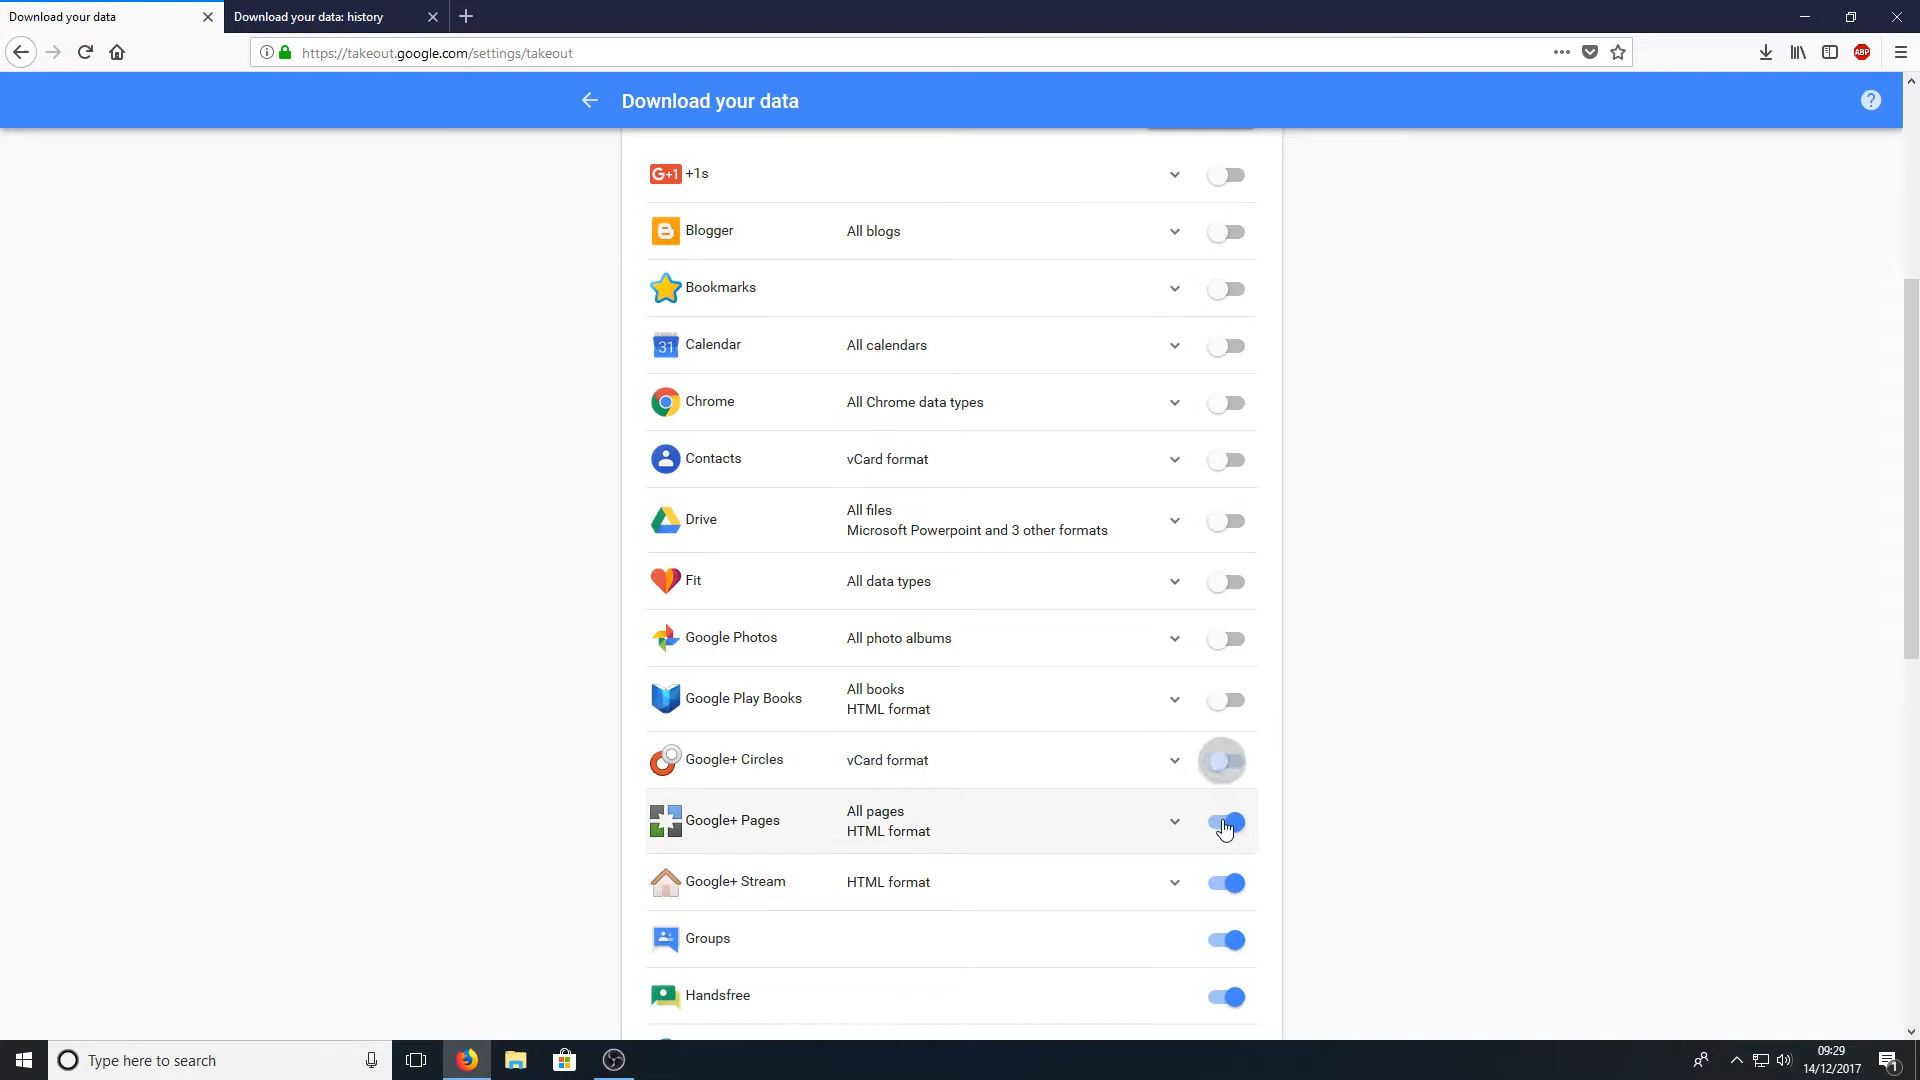 Download your data
Download your data: history
https://takeout.google.com/settings/takeout
ABP
Download your data
?
G+1 +1s
Blogger All blogs
Bookmarks
31 Calendar All calendars
Chrome All Chrome data types
Contacts vCard format
Drive All files
Microsoft Powerpoint and 3 other formats
Fit All data types
Google Photos All photo albums
Google Play Books All books
HTML format
Google+ Circles vCard format
Google+ Pages All pages
HTML format
Google+ Stream HTML format
Groups
Handsfree
Type here to search
09:29
14/12/2017
1